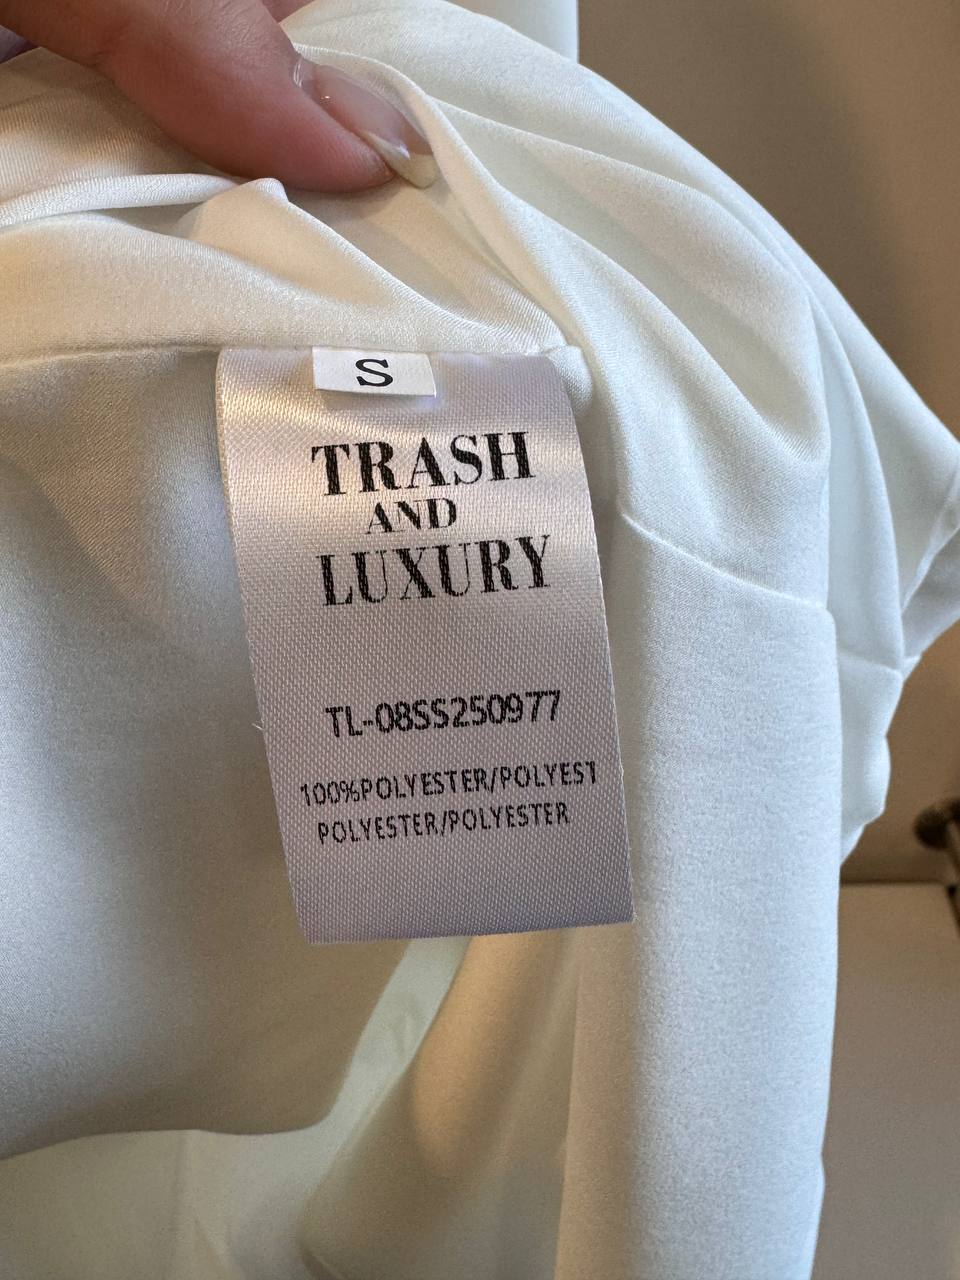 S
TRASH
AND
LUXURY
TL-08SS250977
100%POLYESTER/POLYEST
POLYESTER/POLYESTER